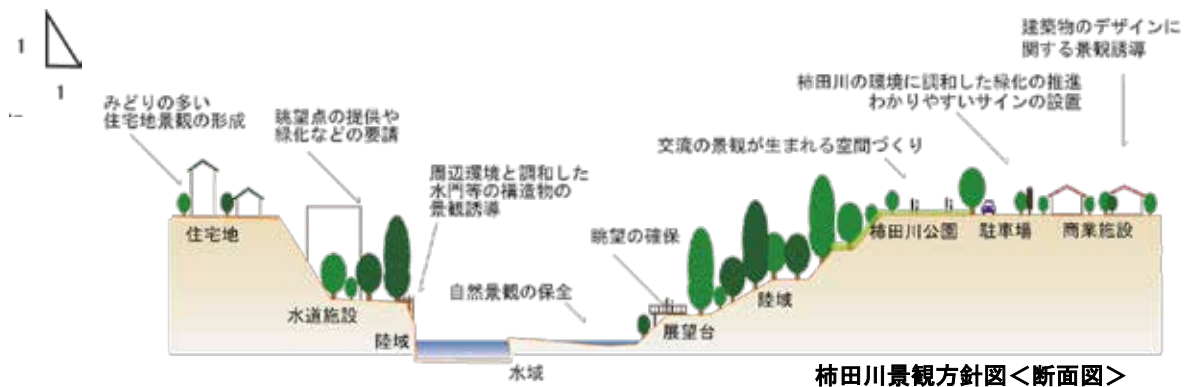 1
1
みどりの多い
住宅地景観の形成
眺望点の提供や
緑化などの要請
周辺環境と調和した
水門等の構造物の
景観誘導
自然景観の保全
眺望の確保
交流の景観が生まれる空間づくり
柿田川の環境に調和した緑化の推進
わかりやすいサインの設置
建築物のデザインに
関する景観誘導
住宅地
水道施設
陸域
水域
展望台
陸域
柿田川公園
駐車場
商業施設
柿田川景観方針図＜断面図＞